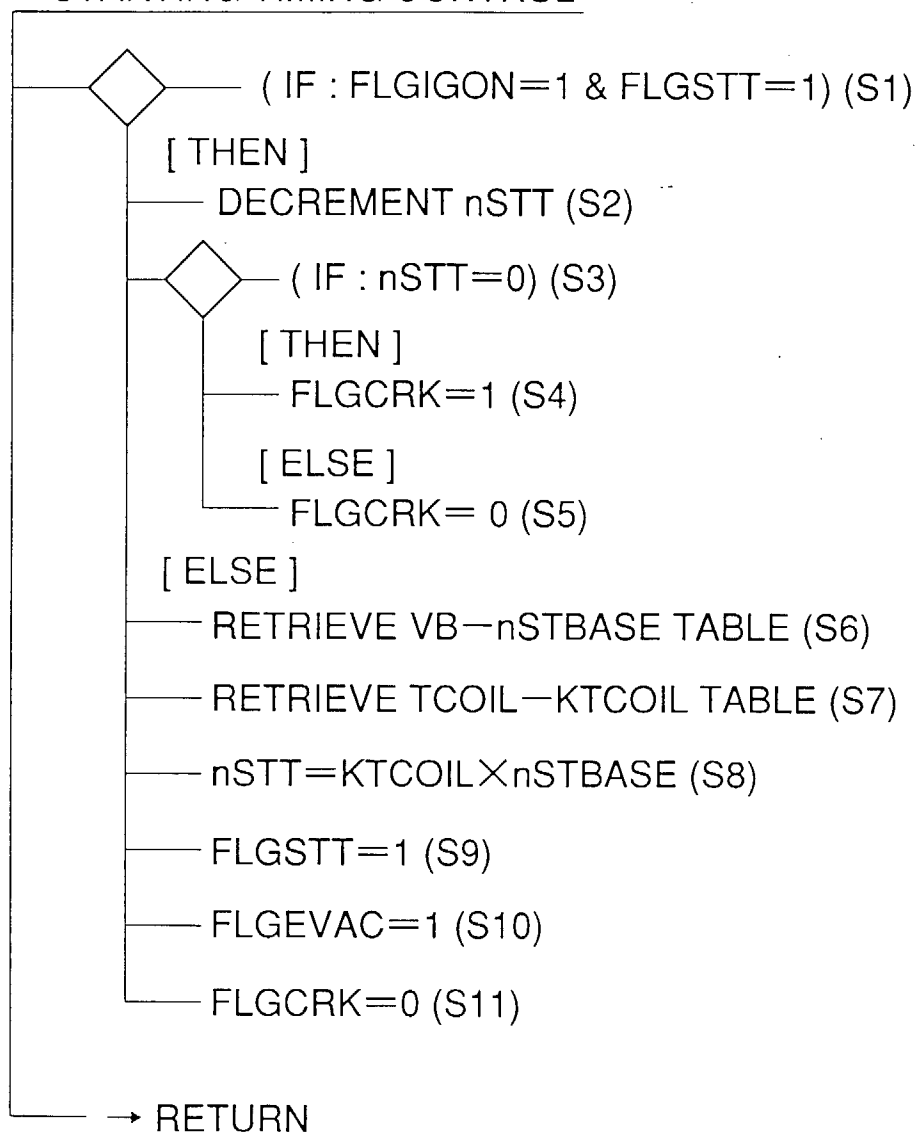 ( IF : FLGIGON=1 & FLGSTT=1) (S1)
[ THEN ]
DECREMENT nSTT (S2)
( IF : nSTT=0) (S3)
[ THEN ]
FLGCRK=1 (S4)
[ ELSE ]
FLGCRK= 0 (S5)
[ ELSE ]
RETRIEVE VB-nSTBASE TABLE (S6)
RETRIEVE TCOIL-KTCOIL TABLE (S7)
nSTT=KTCOIL×nSTBASE (S8)
FLGSTT=1 (S9)
FLGEVAC=1 (S10)
FLGCRK=0 (S11)
→ RETURN